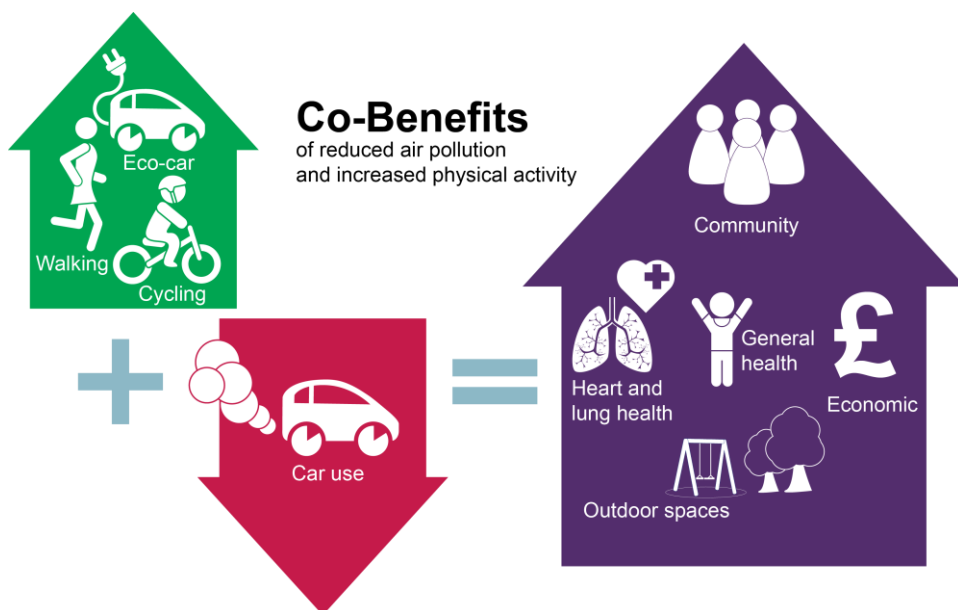 Co-Benefits
of reduced air pollution
and increased physical activity
Eco-car
Walking
Cycling
+
Car use
=
Community
Heart and
lung health
General
health
£
Economic
Outdoor spaces